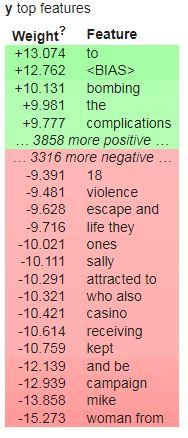 y top features
Weight? Feature
+13.074 to
+12.762 <BIAS>
+10.131 bombing
+9.981 the
+9.777 complications
… 3858 more positive …
… 3316 more negative …
-9.391 18
-9.481 violence
-9.628 escape and
-9.716 life they
-10.021 ones
-10.111 sally
-10.291 attracted to
-10.321 who also
-10.421 casino
-10.614 receiving
-10.759 kept
-12.139 and be
-12.939 campaign
-13.858 mike
-15.273 woman from